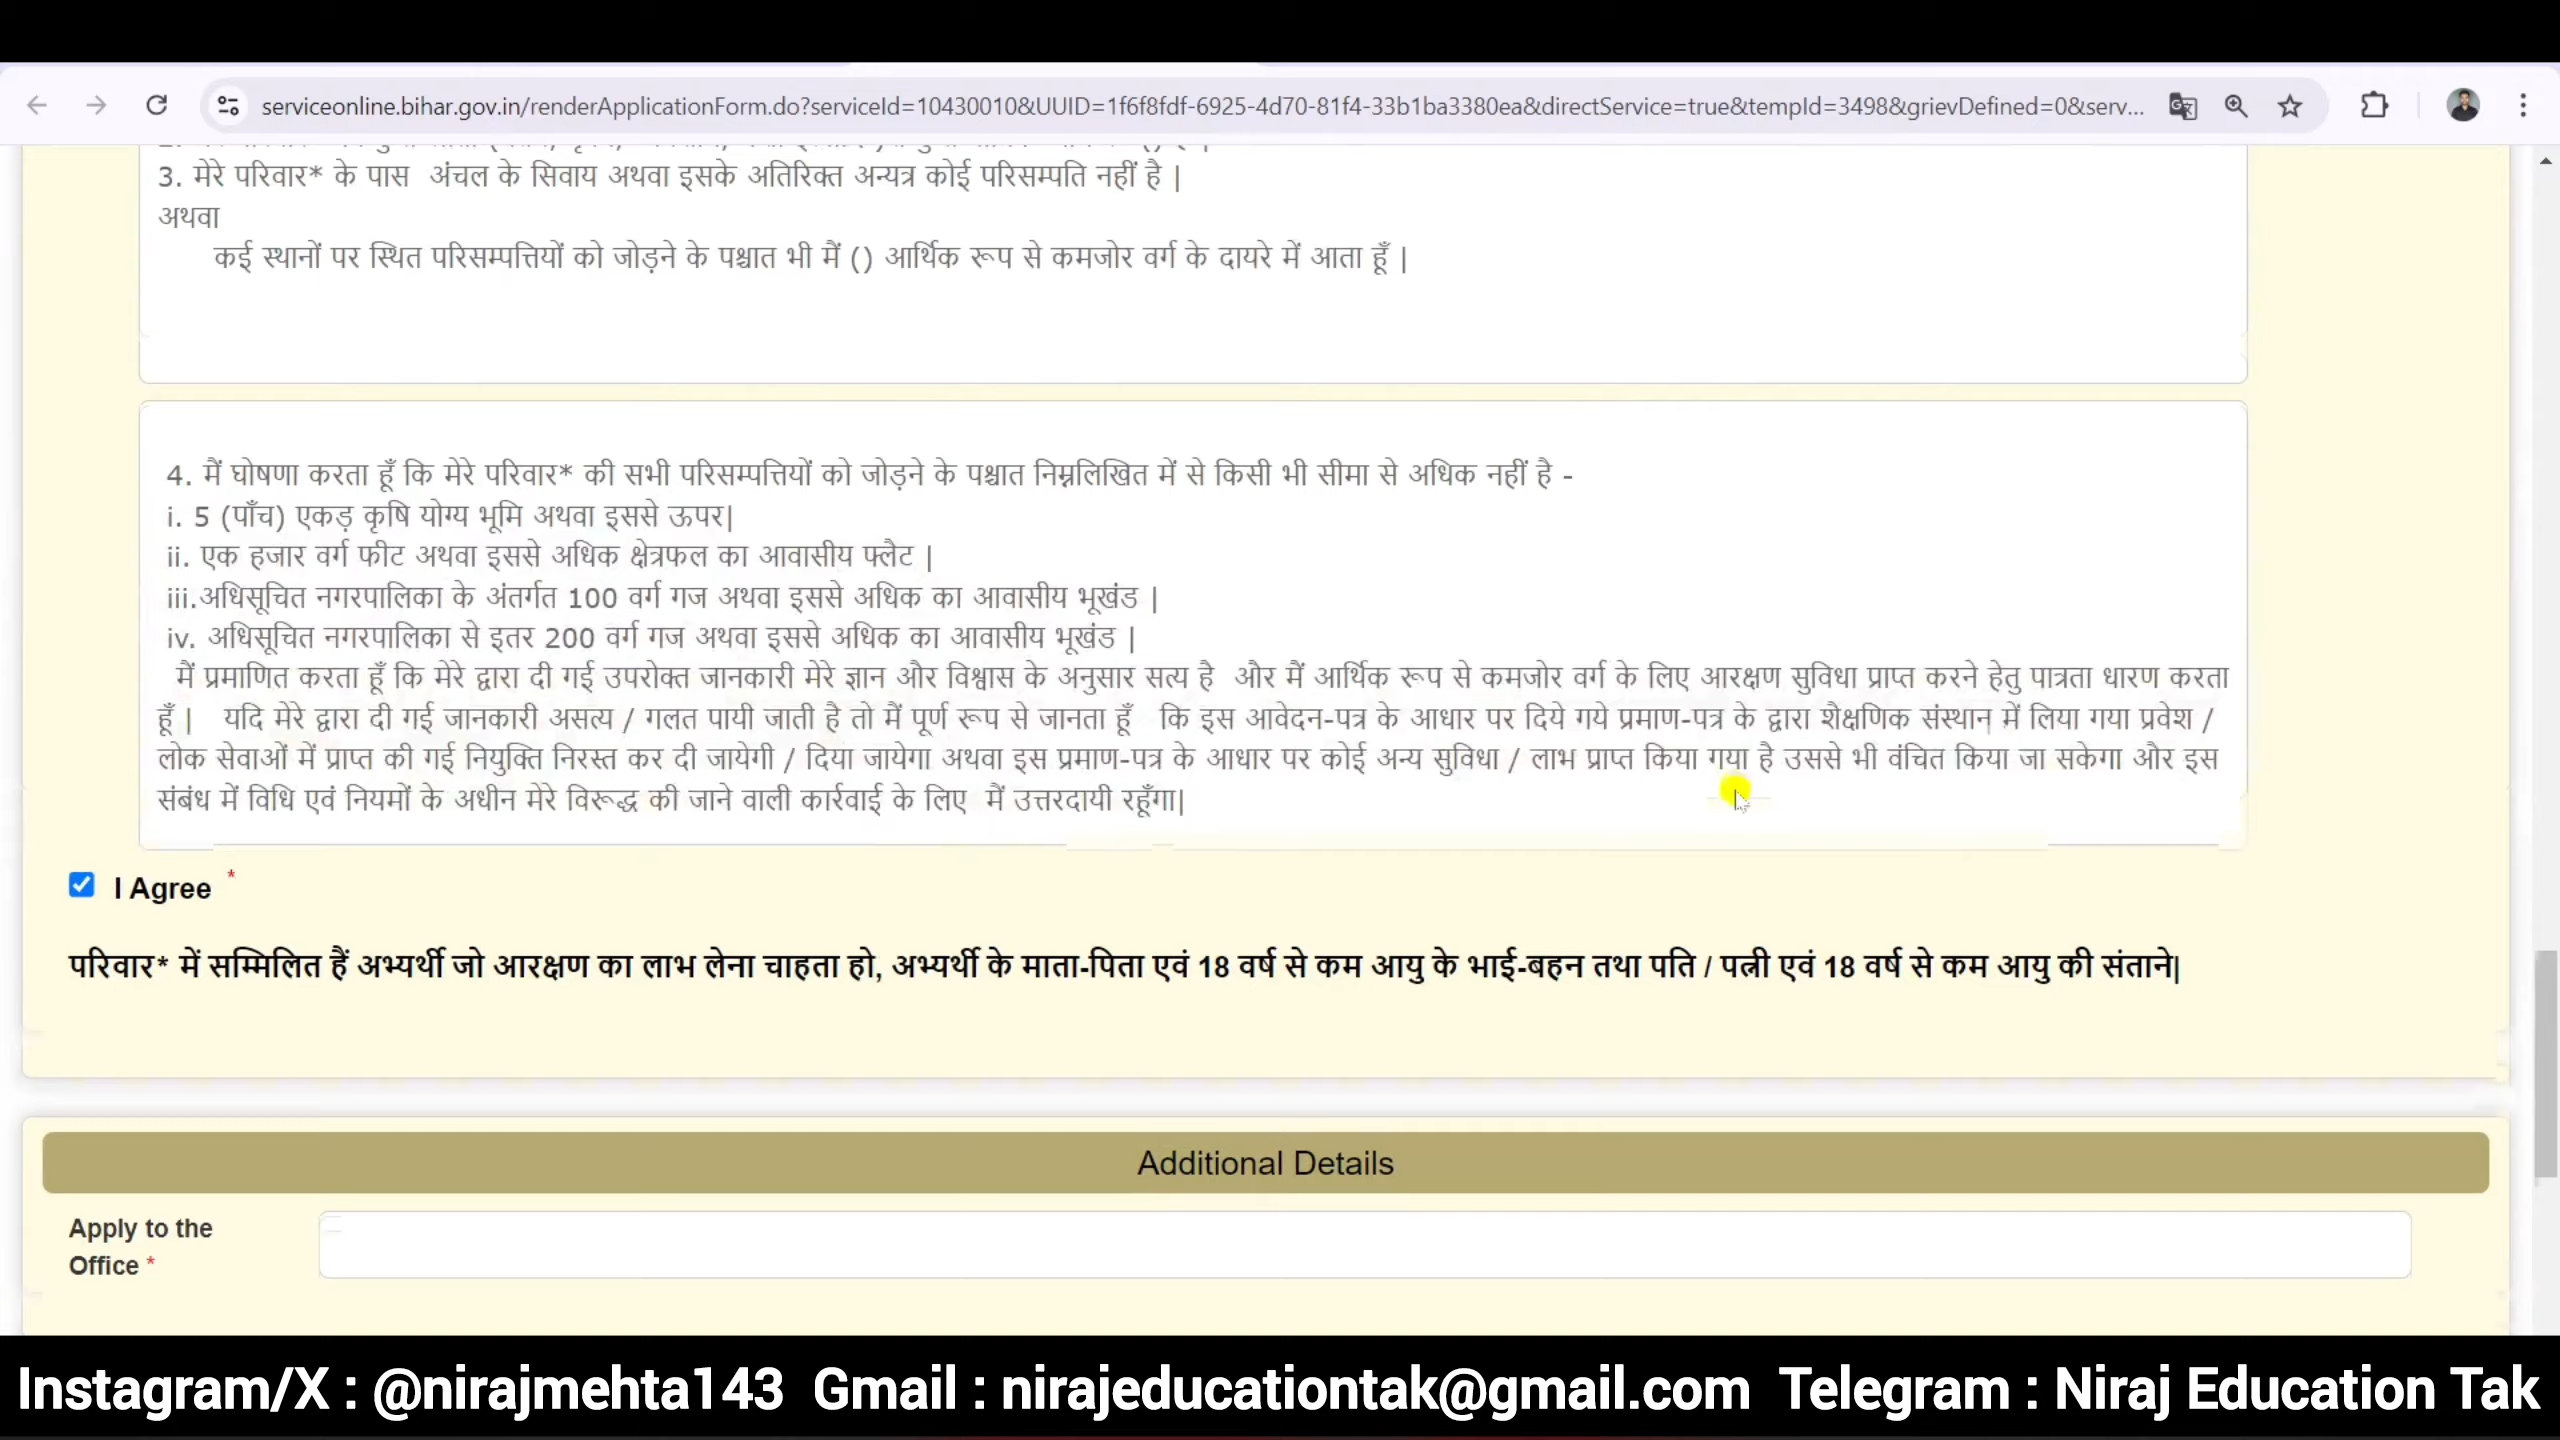 serviceonline.bihar.gov.in/renderApplicationForm.do?serviceId=10430010&UUID=1f6f8fdf-6925-4d70-81f4-33b1ba3380ea&directService=true&tempId=3498&grievDefined=0&serv...
3. मेरे परिवार* के पास अंचल के सिवाय अथवा इसके अतिरिक्त अन्यत्र कोई परिसम्पति नहीं है |
अथवा
कई स्थानों पर स्थित परिसम्पत्तियों को जोड़ने के पश्चात भी मैं () आर्थिक रूप से कमजोर वर्ग के दायरे में आता हूँ |
4. मैं घोषणा करता हूँ कि मेरे परिवार* की सभी परिसम्पत्तियों को जोड़ने के पश्चात निम्नलिखित में से किसी भी सीमा से अधिक नहीं है -
i. 5 (पाँच) एकड़ कृषि योग्य भूमि अथवा इससे ऊपर|
ii. एक हजार वर्ग फीट अथवा इससे अधिक क्षेत्रफल का आवासीय फ्लैट |
iii.अधिसूचित नगरपालिका के अंतर्गत 100 वर्ग गज अथवा इससे अधिक का आवासीय भूखंड |
iv. अधिसूचित नगरपालिका से इतर 200 वर्ग गज अथवा इससे अधिक का आवासीय भूखंड |
मैं प्रमाणित करता हूँ कि मेरे द्वारा दी गई उपरोक्त जानकारी मेरे ज्ञान और विश्वास के अनुसार सत्य है और मैं आर्थिक रूप से कमजोर वर्ग के लिए आरक्षण सुविधा प्राप्त करने हेतु पात्रता धारण करता
हूँ | यदि मेरे द्वारा दी गई जानकारी असत्य / गलत पायी जाती है तो मैं पूर्ण रूप से जानता हूँ कि इस आवेदन-पत्र के आधार पर दिये गये प्रमाण-पत्र के द्वारा शैक्षणिक संस्थान में लिया गया प्रवेश /
लोक सेवाओं में प्राप्त की गई नियुक्ति निरस्त कर दी जायेगी / दिया जायेगा अथवा इस प्रमाण-पत्र के आधार पर कोई अन्य सुविधा / लाभ प्राप्त किया गया है उससे भी वंचित किया जा सकेगा और इस
संबंध में विधि एवं नियमों के अधीन मेरे विरूद्ध की जाने वाली कार्रवाई के लिए मैं उत्तरदायी रहूँगा|
I Agree *
परिवार* में सम्मिलित हैं अभ्यर्थी जो आरक्षण का लाभ लेना चाहता हो, अभ्यर्थी के माता-पिता एवं 18 वर्ष से कम आयु के भाई-बहन तथा पति / पत्नी एवं 18 वर्ष से कम आयु की संताने|
Additional Details
Apply to the
Office *
Instagram/X : @nirajmehta143 Gmail : nirajeducationtak@gmail.com Telegram : Niraj Education Tak